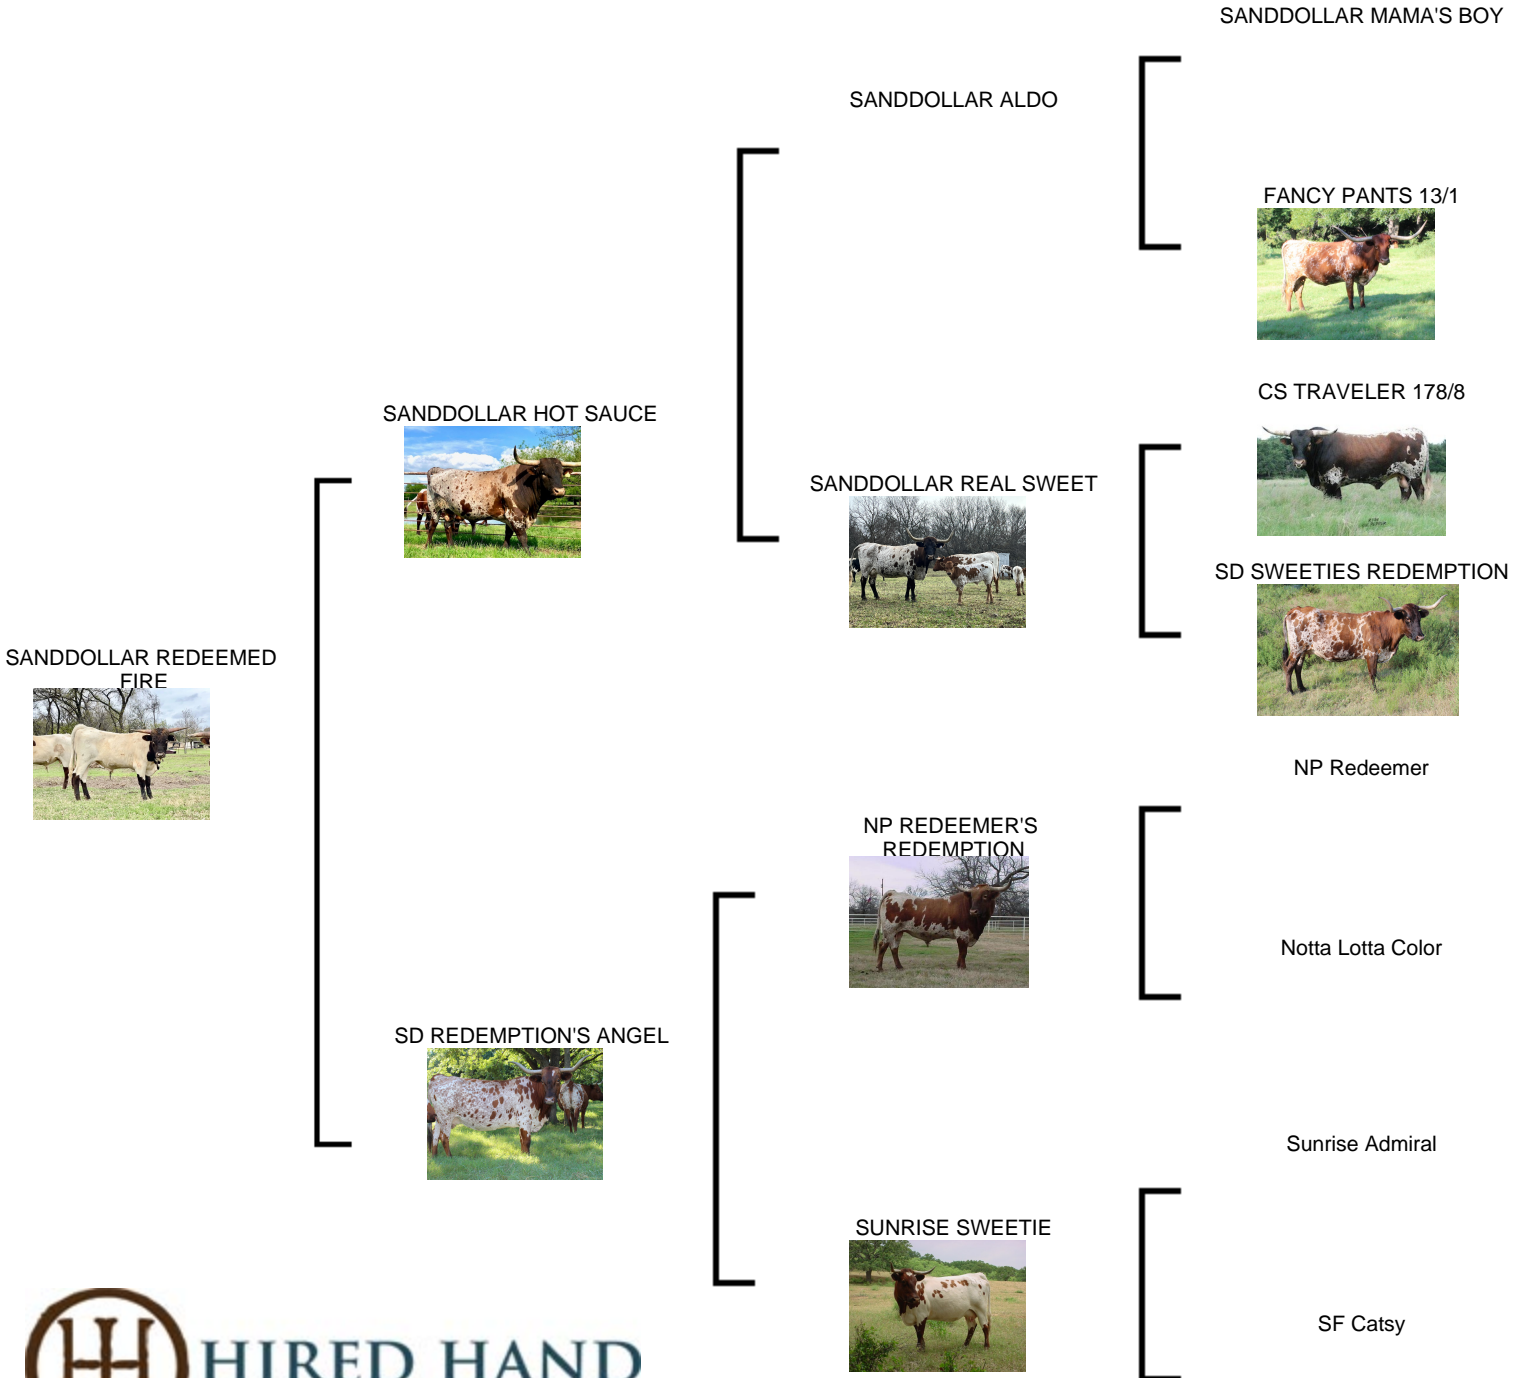 SANDDOLLAR MAMA'S BOY
SANDDOLLAR ALDO
FANCY PANTS 13/1
CS TRAVELER 178/8
SANDDOLLAR HOT SAUCE
SANDDOLLAR REAL SWEET
SD SWEETIES REDEMPTION
SANDDOLLAR REDEEMED
FIRE
NP Redeemer
NP REDEEMER'S
REDEMPTION
Notta Lotta Color
SD REDEMPTION'S ANGEL
Sunrise Admiral
SUNRISE SWEETIE
SF Catsy
HIRED HAND